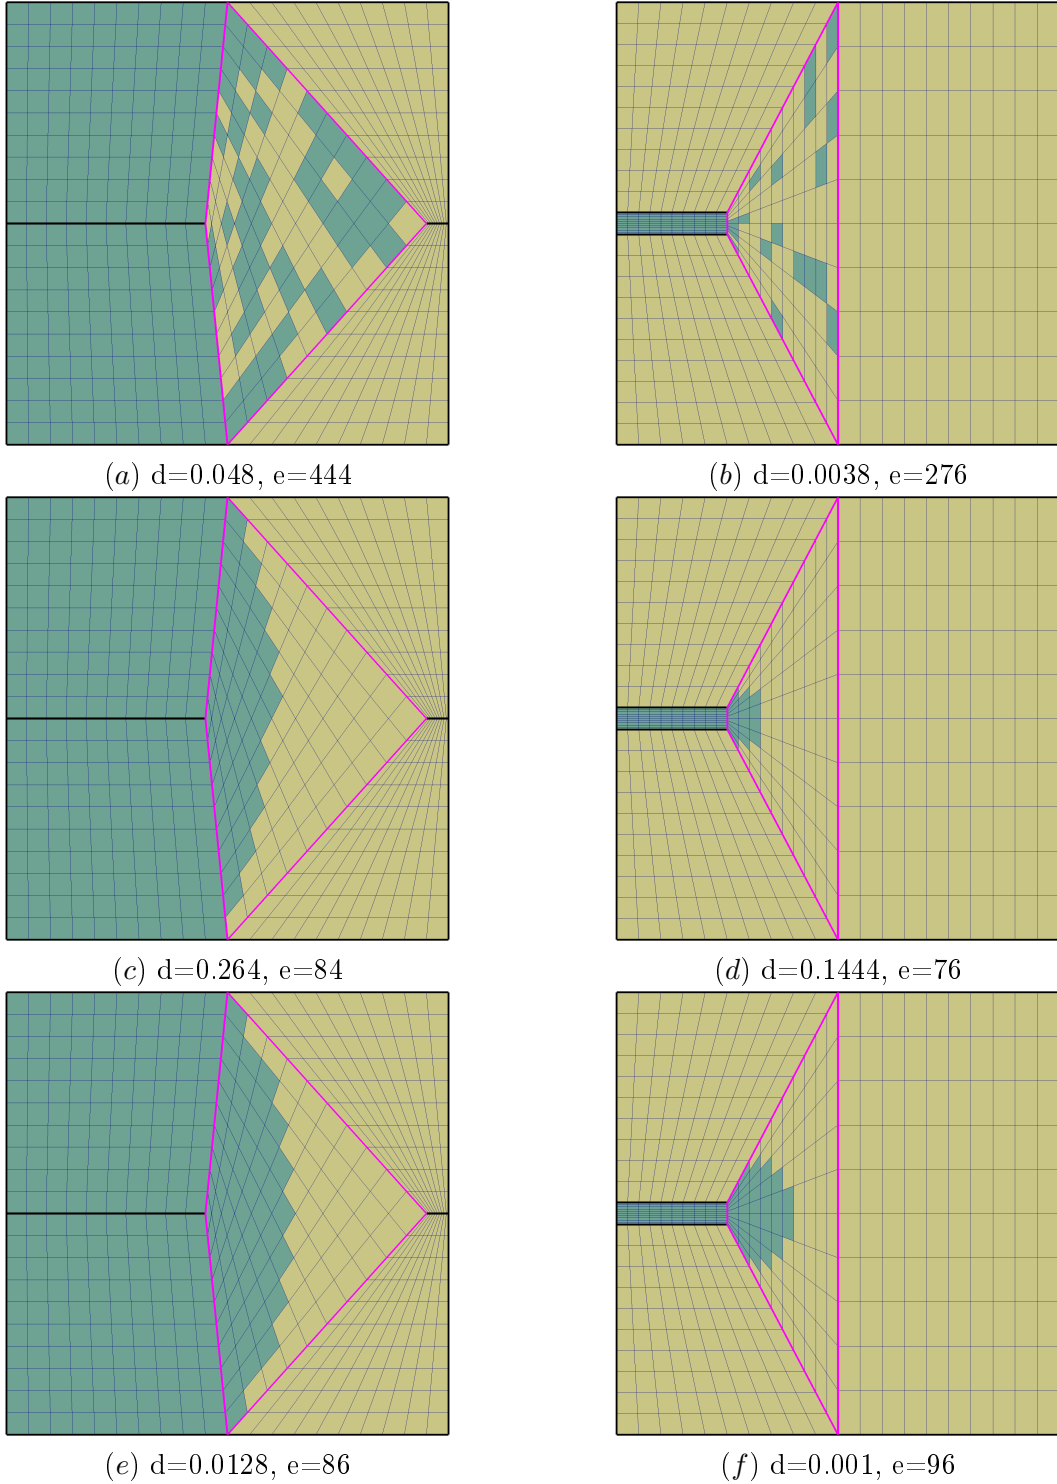 (a) d=0.048, e=444
(b) d=0.0038, e=276
(c) d=0.264, e=84
(d) d=0.1444, e=76
(e) d=0.0128, e=86
(f) d=0.001, e=96